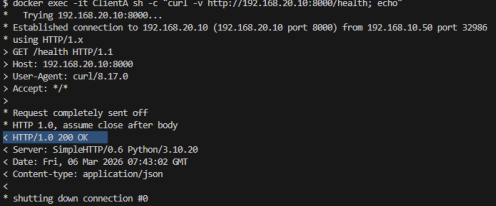 $ docker exec -it ClientA sh -c "curl -v http://192.168.20.10:8000/health; echo"
*   Trying 192.168.20.10:8000...
* Established connection to 192.168.20.10 (192.168.20.10 port 8000) from 192.168.10.50 port 32986
* using HTTP/1.x
> GET /health HTTP/1.1
> Host: 192.168.20.10:8000
> User-Agent: curl/8.17.0
> Accept: */*
>
* Request completely sent off
* HTTP 1.0, assume close after body
< HTTP/1.0 200 OK
< Server: SimpleHTTP/0.6 Python/3.10.20
< Date: Fri, 06 Mar 2026 07:43:02 GMT
< Content-type: application/json
<
* shutting down connection #0